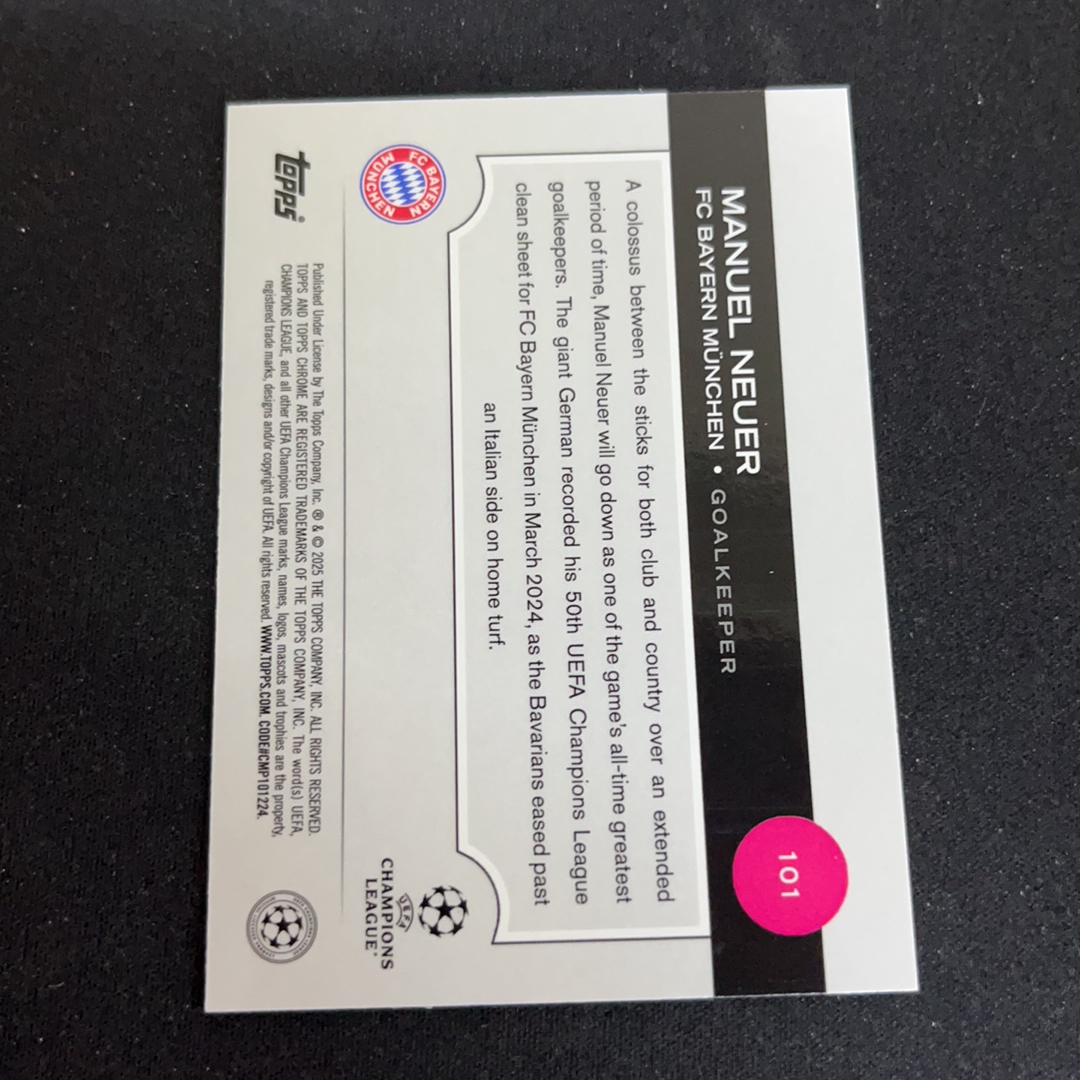 MANUEL NEUER
FC BAYERN MÜNCHEN • GOALKEEPER
101
A colossus between the sticks for both club and country over an extended
period of time, Manuel Neuer will go down as one of the game's all-time greatest
goalkeepers. The giant German recorded his 50th UEFA Champions League
clean sheet for FC Bayern München in March 2024, as the Bavarians eased past
an Italian side on home turf.
FC BAYERN
MÜNCHEN
UEFA
CHAMPIONS
LEAGUE®
topps®
Published Under License by The Topps Company, Inc. ® & © 2025 THE TOPPS COMPANY, INC. ALL RIGHTS RESERVED.
TOPPS AND TOPPS CHROME ARE REGISTERED TRADEMARKS OF THE TOPPS COMPANY, INC. The word(s) UEFA,
CHAMPIONS LEAGUE, and all other UEFA Champions League marks, names, logos, mascots and trophies are the property,
registered trade marks, designs and/or copyright of UEFA. All rights reserved. WWW.TOPPS.COM. CODE#CMP101224.